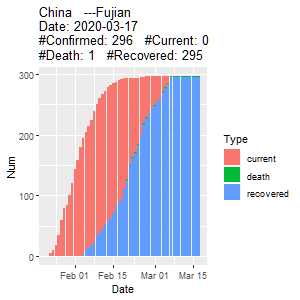 China   ---Fujian
Date: 2020-03-17
#Confirmed: 296   #Current: 0
#Death: 1   #Recovered: 295
300
200
100
0
Num
Feb 01
Feb 15
Mar 01
Mar 15
Date
Type
current
death
recovered